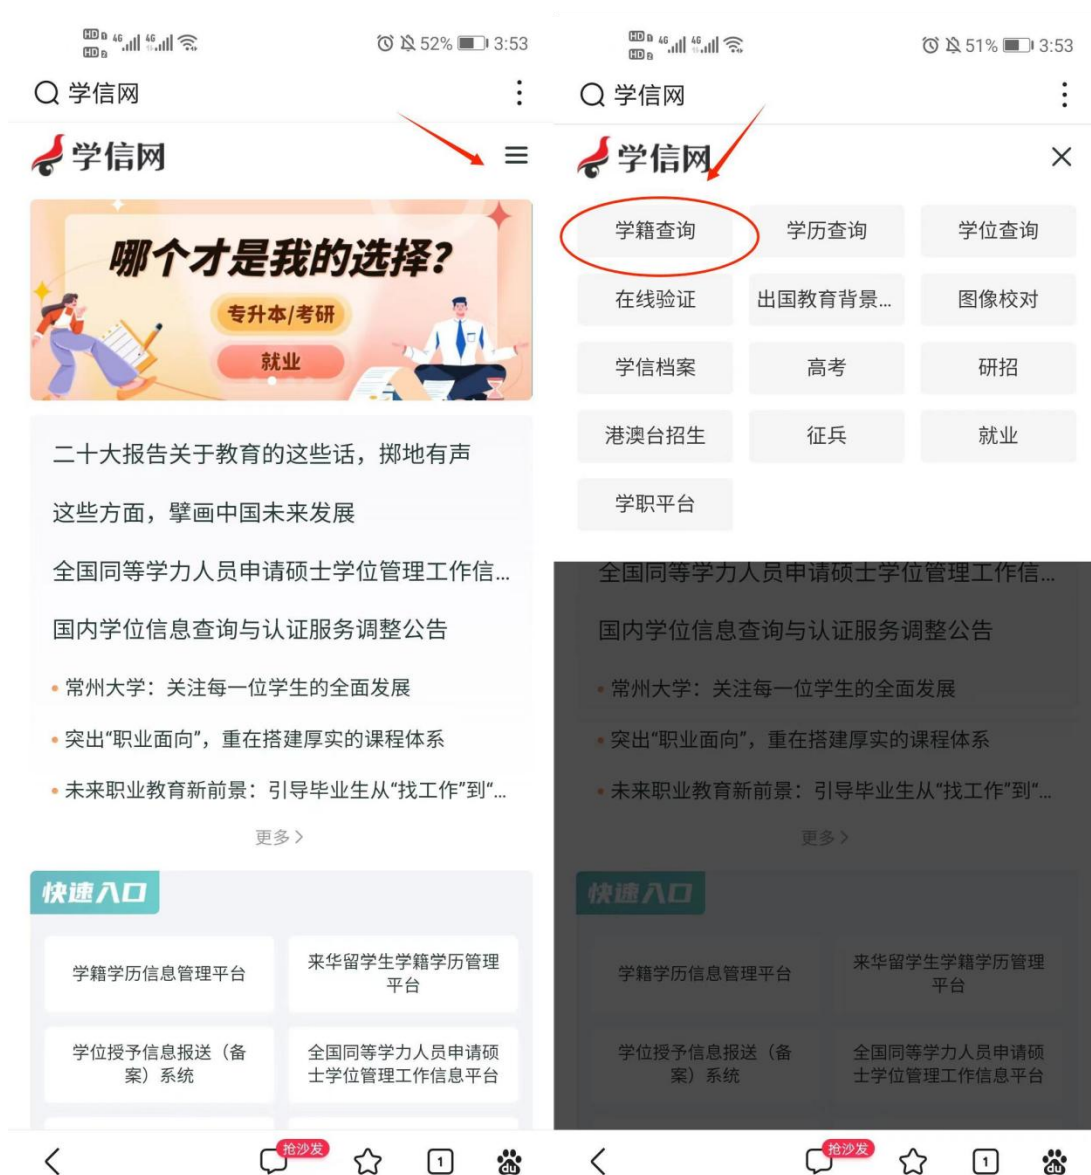 HD 1 4G 4G
HD 2
52% 3:53
学信网
学信网
哪个才是我的选择?
专升本/考研
就业
二十大报告关于教育的这些话，掷地有声
这些方面，擘画中国未来发展
全国同等学力人员申请硕士学位管理工作信...
国内学位信息查询与认证服务调整公告
• 常州大学：关注每一位学生的全面发展
• 突出“职业面向”，重在搭建厚实的课程体系
• 未来职业教育新前景：引导毕业生从“找工作”到“...
更多>
快速入口
学籍学历信息管理平台
来华留学生学籍学历管理
平台
学位授予信息报送（备
案）系统
全国同等学力人员申请硕
士学位管理工作信息平台
抢沙发
1
du
HD 1 4G 4G
HD 2
51% 3:53
学信网
学信网
学籍查询 学历查询 学位查询
在线验证 出国教育背景... 图像校对
学信档案 高考 研招
港澳台招生 征兵 就业
学职平台
全国同等学力人员申请硕士学位管理工作信...
国内学位信息查询与认证服务调整公告
• 常州大学：关注每一位学生的全面发展
• 突出“职业面向”，重在搭建厚实的课程体系
• 未来职业教育新前景：引导毕业生从“找工作”到“...
更多>
快速入口
学籍学历信息管理平台
来华留学生学籍学历管理
平台
学位授予信息报送（备
案）系统
全国同等学力人员申请硕
士学位管理工作信息平台
抢沙发
1
du